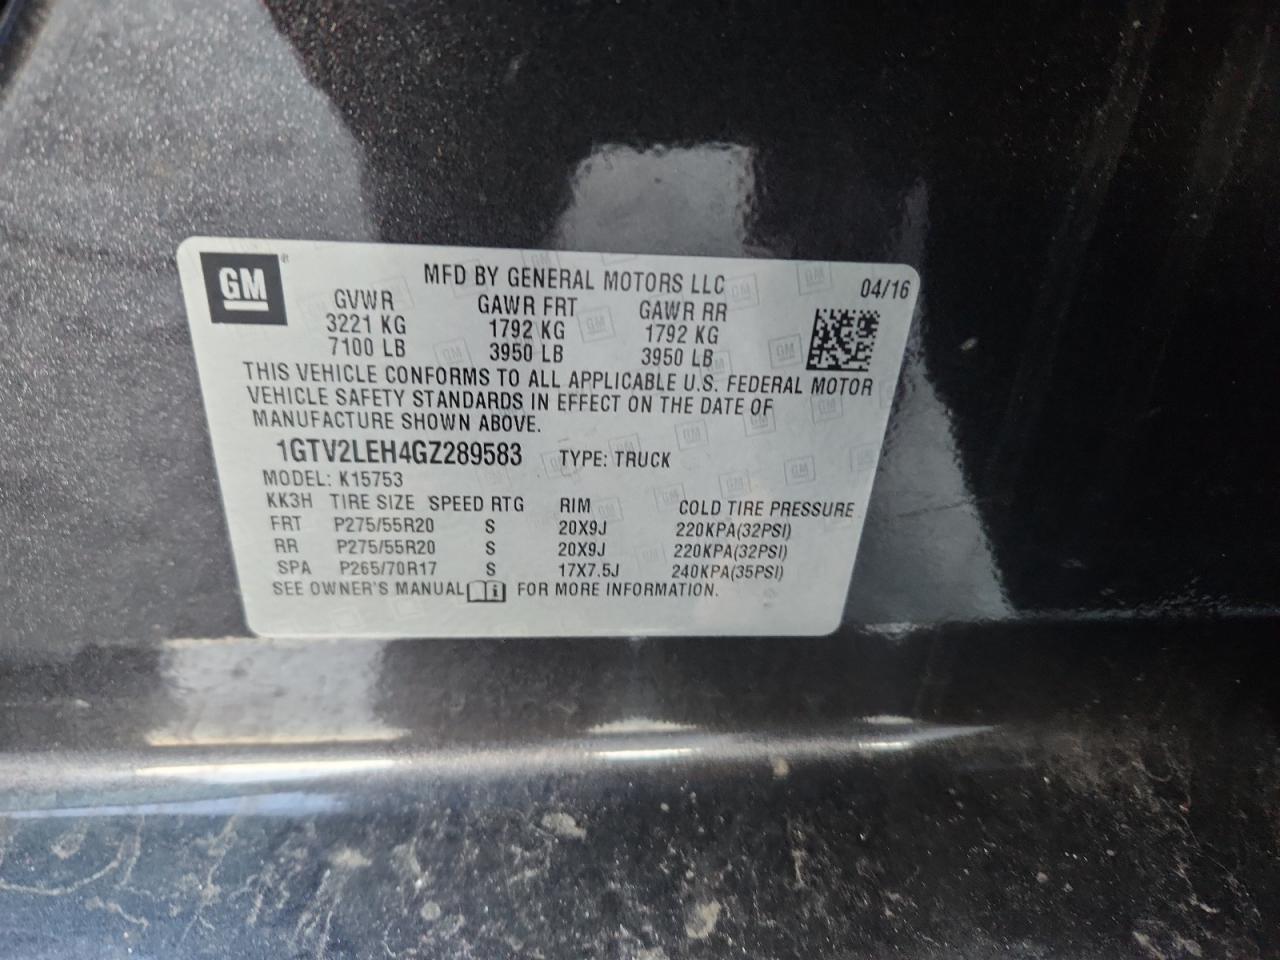 GM
MFD BY GENERAL MOTORS LLC 04/16
GVWR GAWR FRT GAWR RR
3221 KG 1792 KG 1792 KG
7100 LB 3950 LB 3950 LB
THIS VEHICLE CONFORMS TO ALL APPLICABLE U.S. FEDERAL MOTOR
VEHICLE SAFETY STANDARDS IN EFFECT ON THE DATE OF
MANUFACTURE SHOWN ABOVE.
1GTV2LEH4GZ289583 TYPE: TRUCK
MODEL: K15753
KK3H TIRE SIZE SPEED RTG RIM COLD TIRE PRESSURE
FRT P275/55R20 S 20X9J 220KPA(32PSI)
RR P275/55R20 S 20X9J 220KPA(32PSI)
SPA P265/70R17 S 17X7.5J 240KPA(35PSI)
SEE OWNER'S MANUAL i FOR MORE INFORMATION.